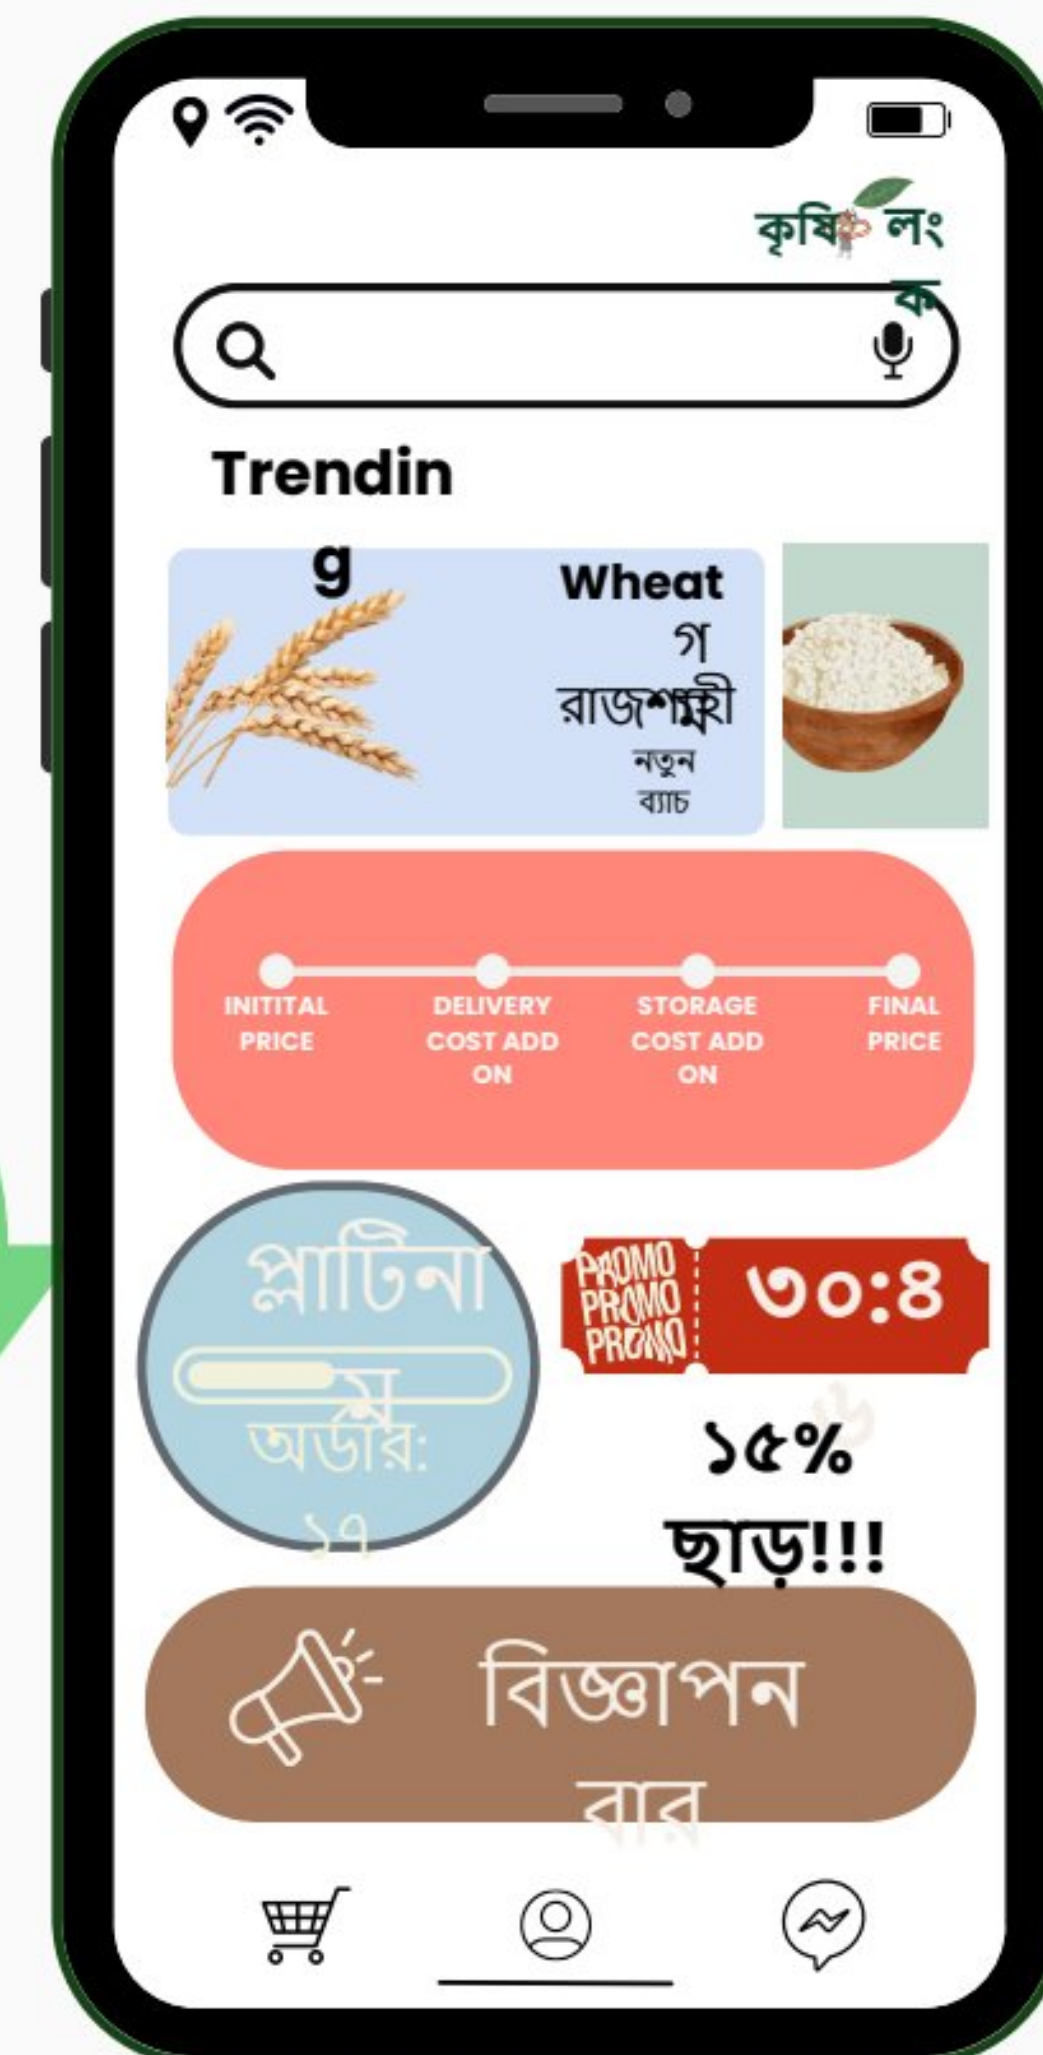 কৃষি লং
ক
Trendin
g
Wheat
গ
ম
রাজশাহী
নতুন
ব্যাচ
INITITAL
PRICE
DELIVERY
COST ADD
ON
STORAGE
COST ADD
ON
FINAL
PRICE
প্লাটিনা
ম
অর্ডার:
১৭
PROMO
PROMO
PROMO
৩০:৪
৬
১৫%
ছাড়!!!
বিজ্ঞাপন
বার